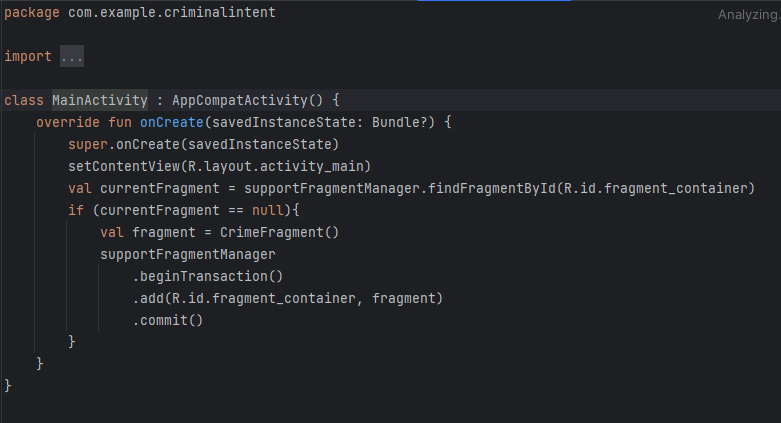 package com.example.criminalintent
Analyzing.
import ...
class MainActivity : AppCompatActivity() {
    override fun onCreate(savedInstanceState: Bundle?) {
        super.onCreate(savedInstanceState)
        setContentView(R.layout.activity_main)
        val currentFragment = supportFragmentManager.findFragmentById(R.id.fragment_container)
        if (currentFragment == null){
            val fragment = CrimeFragment()
            supportFragmentManager
                .beginTransaction()
                .add(R.id.fragment_container, fragment)
                .commit()
        }
    }
}